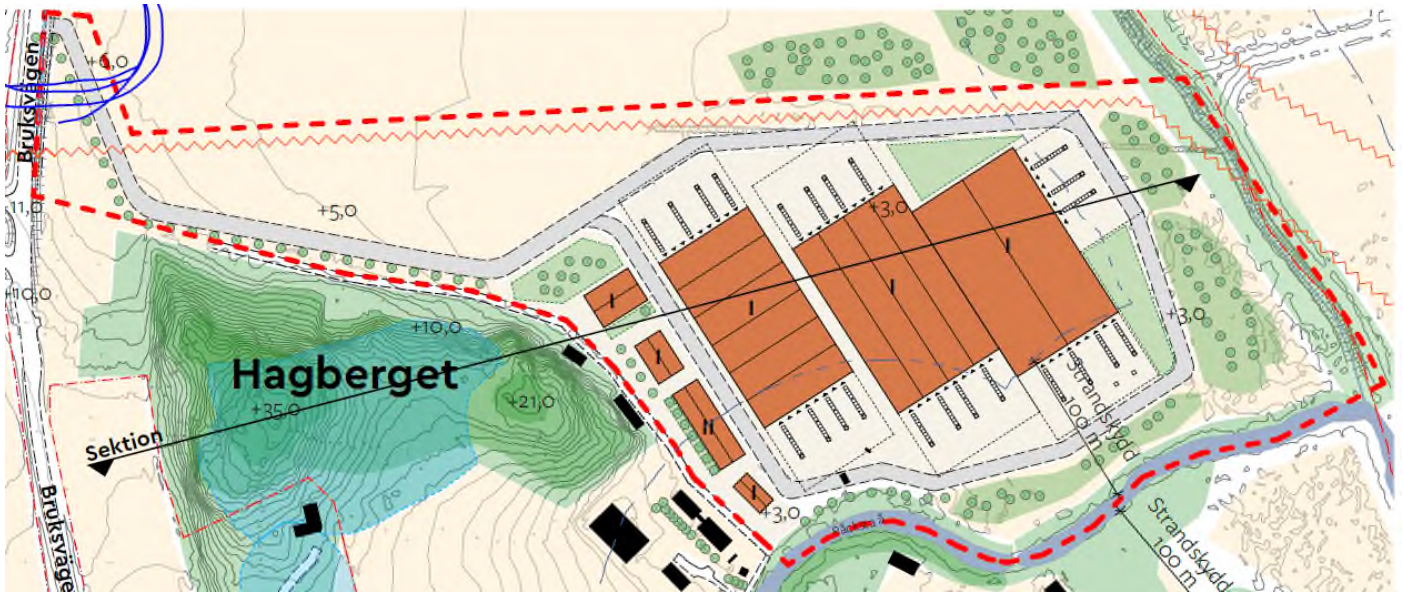 Bruksvägen
+6,0
+11,0
+5,0
+3,0
I
+10,0
I
I
I
+3,0
+10,0
Hagberget
I
+35,0
+21,0
Strandskydd
100 m
II
Sektion
Bruksväge
I
+3,0
Strandskydd
100 m
I